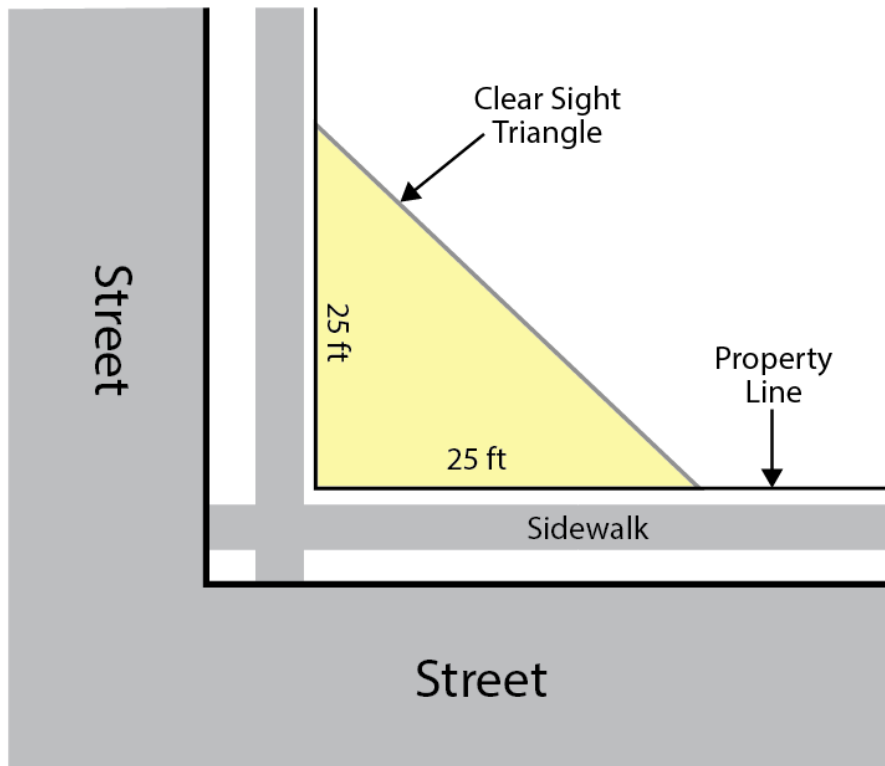 Clear Sight
Triangle
Street
25 ft
Property
Line
25 ft
Sidewalk
Street